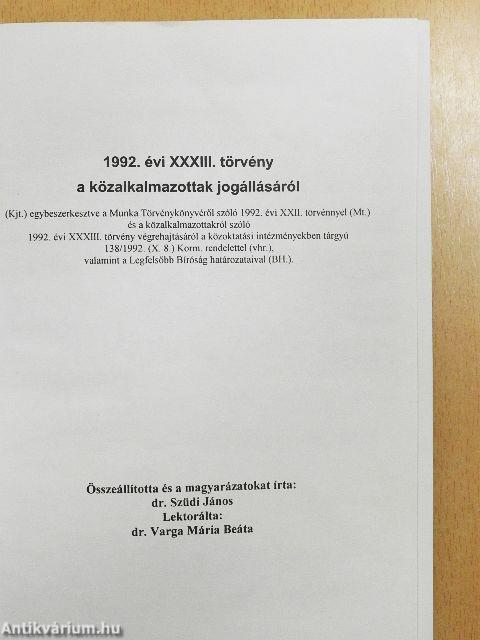 1992. évi XXXIII. törvény
a közalkalmazottak jogállásáról
(Kjt.) egybeszerkesztve a Munka Törvénykönyvéről szóló 1992. évi XXII. törvénnyel (Mt.)
és a közalkalmazottakról szóló
1992. évi XXXIII. törvény végrehajtásáról a közoktatási intézményekben tárgyú
138/1992. (X. 8.) Korm. rendelettel (vhr.),
valamint a Legfelsőbb Bíróság határozataival (BH.).
Összeállította és a magyarázatokat írta:
dr. Szüdi János
Lektorálta:
dr. Varga Mária Beáta
Antikvárium.hu